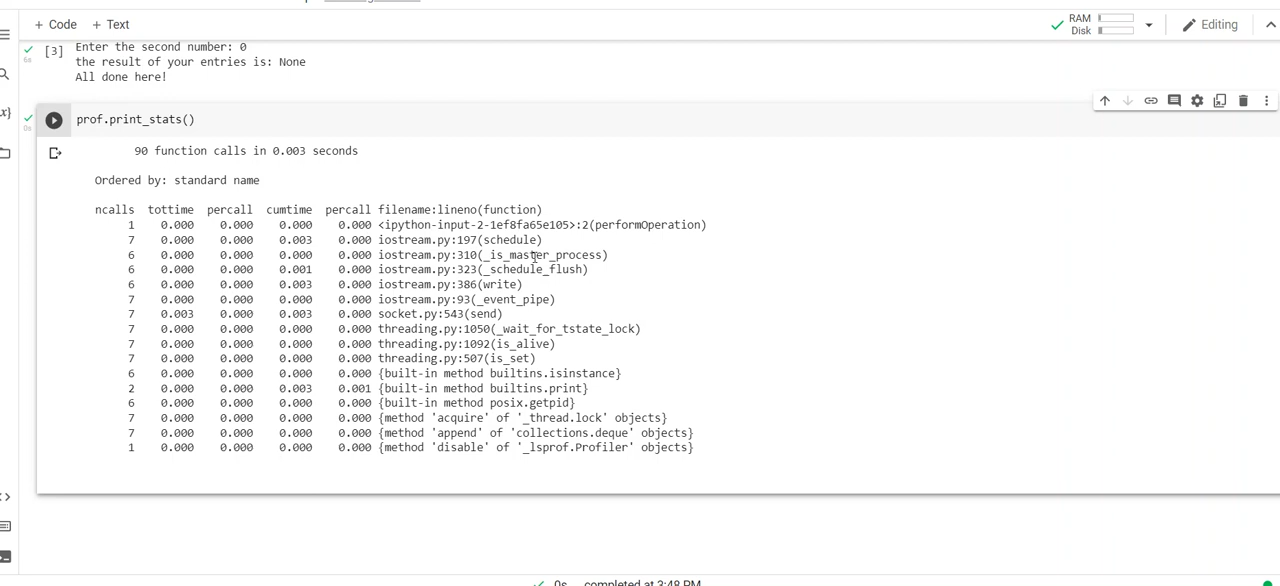 + Code + Text
RAM
Disk
Editing
[3]
6s
Enter the second number: 0
the result of your entries is: None
All done here!
{x}
0s
prof.print_stats()
90 function calls in 0.003 seconds
Ordered by: standard name
ncalls tottime percall cumtime percall filename:lineno(function)
1 0.000 0.000 0.000 0.000 <ipython-input-2-1ef8fa65e105>:2(performOperation)
7 0.000 0.000 0.003 0.000 iostream.py:197(schedule)
6 0.000 0.000 0.000 0.000 iostream.py:310(_is_master_process)
6 0.000 0.000 0.001 0.000 iostream.py:323(_schedule_flush)
6 0.000 0.000 0.003 0.000 iostream.py:386(write)
7 0.000 0.000 0.000 0.000 iostream.py:93(_event_pipe)
7 0.003 0.000 0.003 0.000 socket.py:543(send)
7 0.000 0.000 0.000 0.000 threading.py:1050(_wait_for_tstate_lock)
7 0.000 0.000 0.000 0.000 threading.py:1092(is_alive)
7 0.000 0.000 0.000 0.000 threading.py:507(is_set)
6 0.000 0.000 0.000 0.000 {built-in method builtins.isinstance}
2 0.000 0.000 0.003 0.001 {built-in method builtins.print}
6 0.000 0.000 0.000 0.000 {built-in method posix.getpid}
7 0.000 0.000 0.000 0.000 {method 'acquire' of '_thread.lock' objects}
7 0.000 0.000 0.000 0.000 {method 'append' of 'collections.deque' objects}
1 0.000 0.000 0.000 0.000 {method 'disable' of '_lsprof.Profiler' objects}
0s completed at 3:48 PM